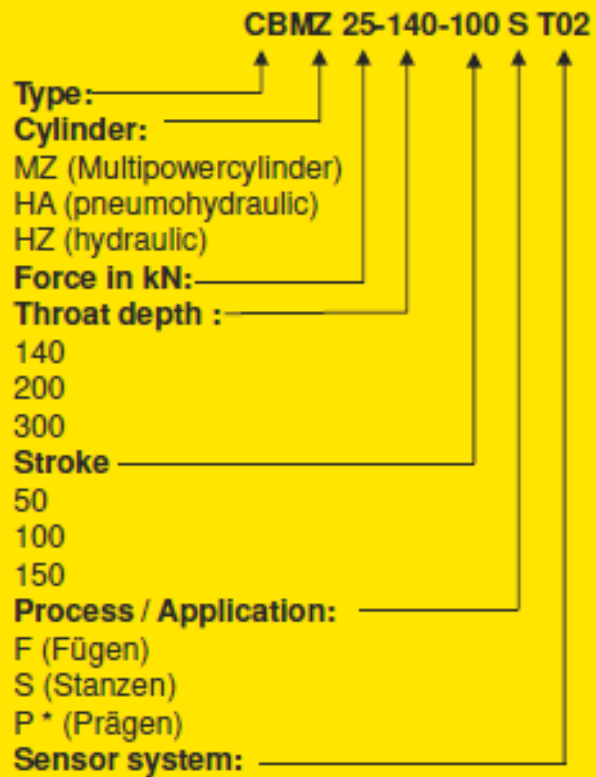 CBMZ 25-140-100 S T02
Type:
Cylinder:
MZ (Multipowercylinder)
HA (pneumohydraulic)
HZ (hydraulic)
Force in kN:
Throat depth :
140
200
300
Stroke
50
100
150
Process / Application:
F (Fügen)
S (Stanzen)
P * (Prägen)
Sensor system: